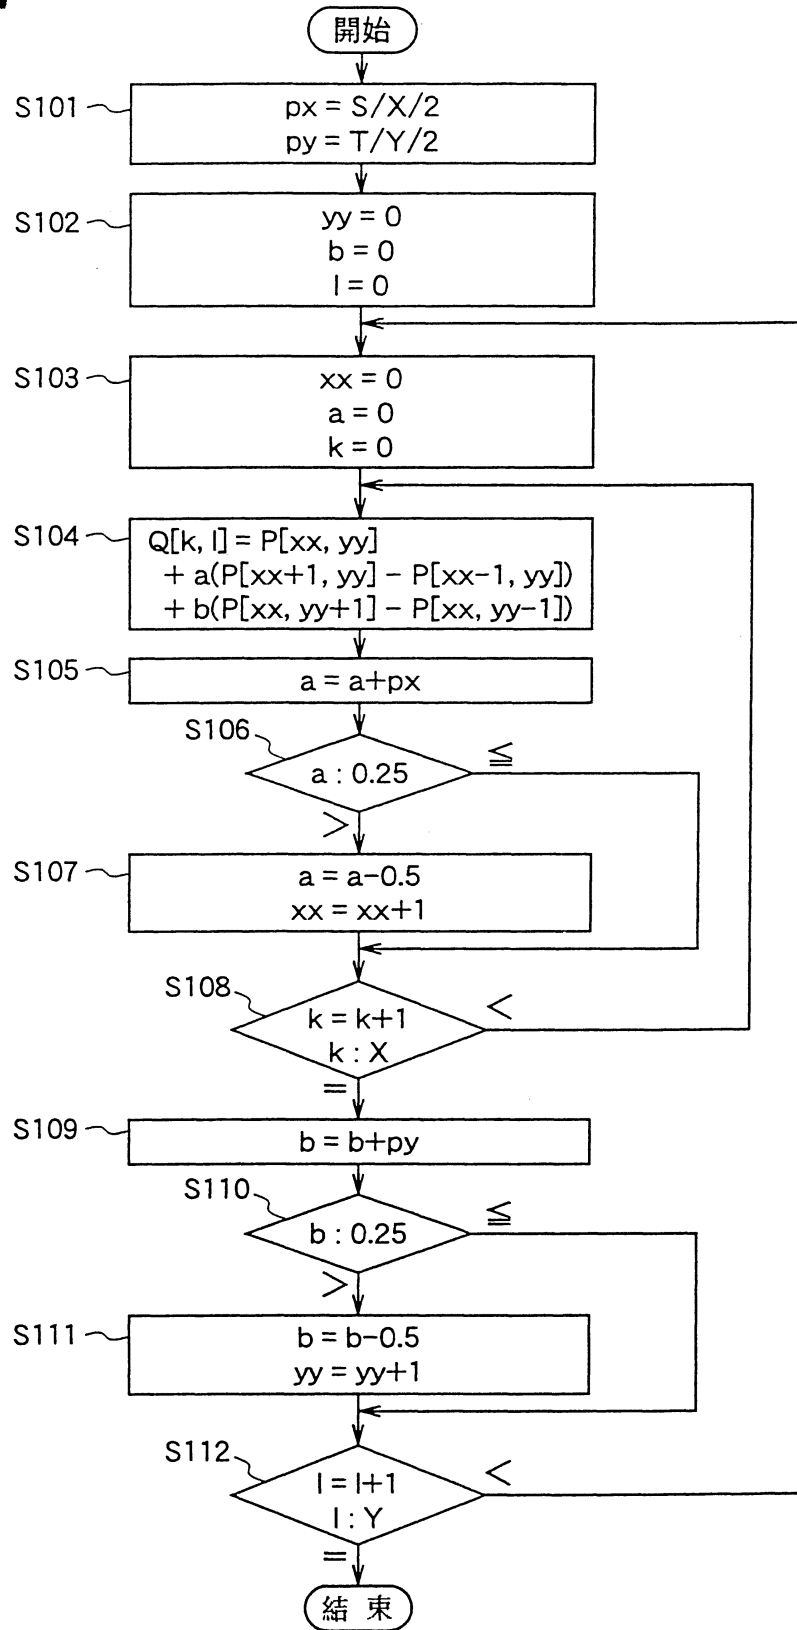 開始
S101
px = S/X/2
py = T/Y/2
S102
yy = 0
b = 0
l = 0
S103
xx = 0
a = 0
k = 0
S104
Q[k, l] = P[xx, yy]
+ a(P[xx+1, yy] - P[xx-1, yy])
+ b(P[xx, yy+1] - P[xx, yy-1])
S105
a = a+px
S106
a : 0.25
≦
>
S107
a = a-0.5
xx = xx+1
S108
k = k+1
k : X
<
=
S109
b = b+py
S110
b : 0.25
≦
>
S111
b = b-0.5
yy = yy+1
S112
l = l+1
l : Y
<
=
結 束